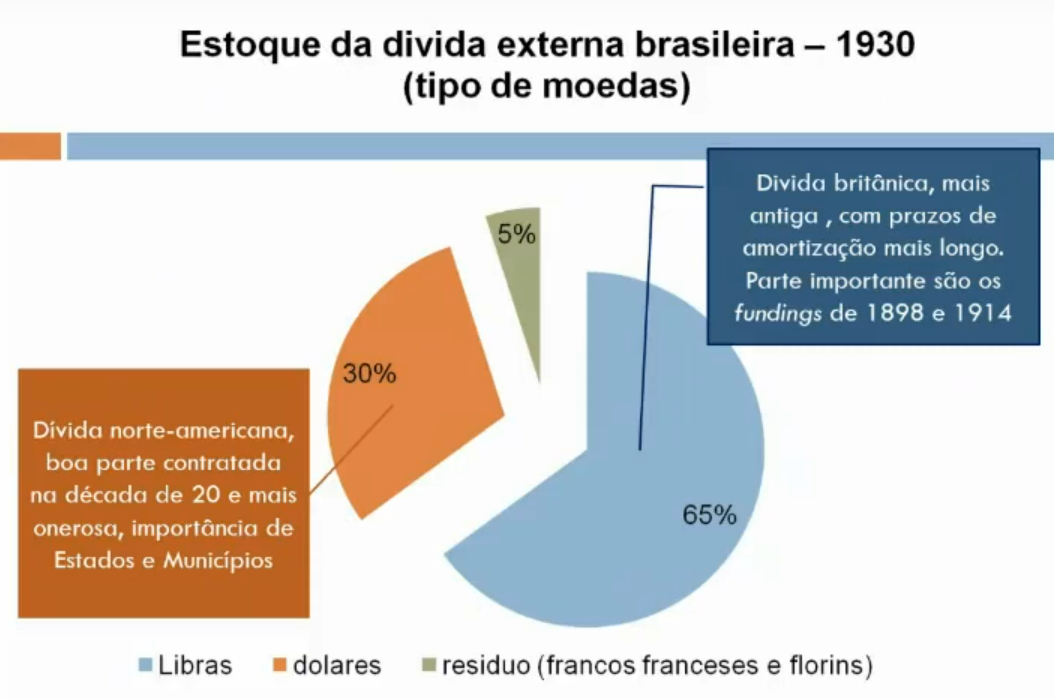 Estoque da divida externa brasileira – 1930
(tipo de moedas)
Divida britânica, mais
antiga , com prazos de
amortização mais longo.
Parte importante são os
fundings de 1898 e 1914
5%
30%
65%
Dívida norte-americana,
boa parte contratada
na década de 20 e mais
onerosa, importância de
Estados e Municípios
Libras
dolares
residuo (francos franceses e florins)